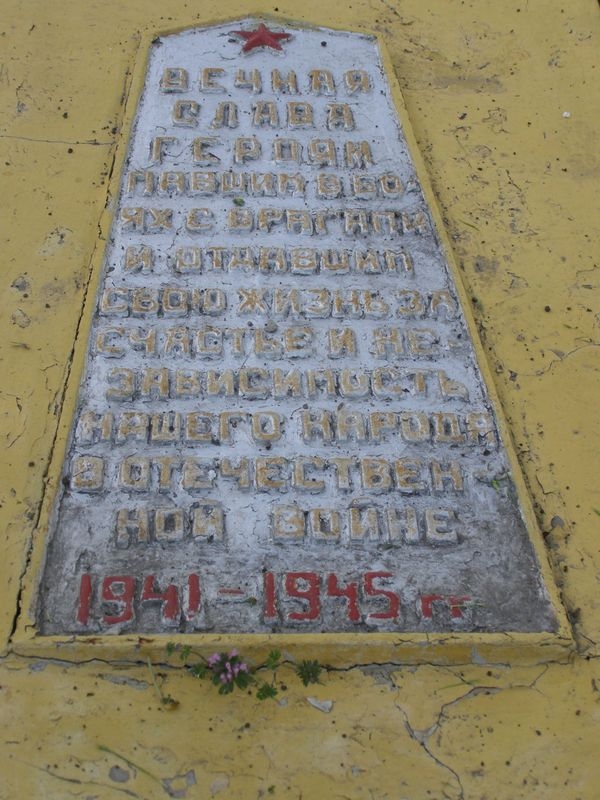 ВЕЧНАЯ
СЛАВА
ГЕРОЯМ
ПАВШИМ В БО-
ЯХ С ВРАГАМИ
И ОТДАВШИМ
СВОЮ ЖИЗНЬ ЗА
СЧАСТЬЕ И НЕ-
ЗАВИСИМОСТЬ
НАШЕГО НАРОДА
В ОТЕЧЕСТВЕН-
НОЙ ВОЙНЕ
1941-1945 гг